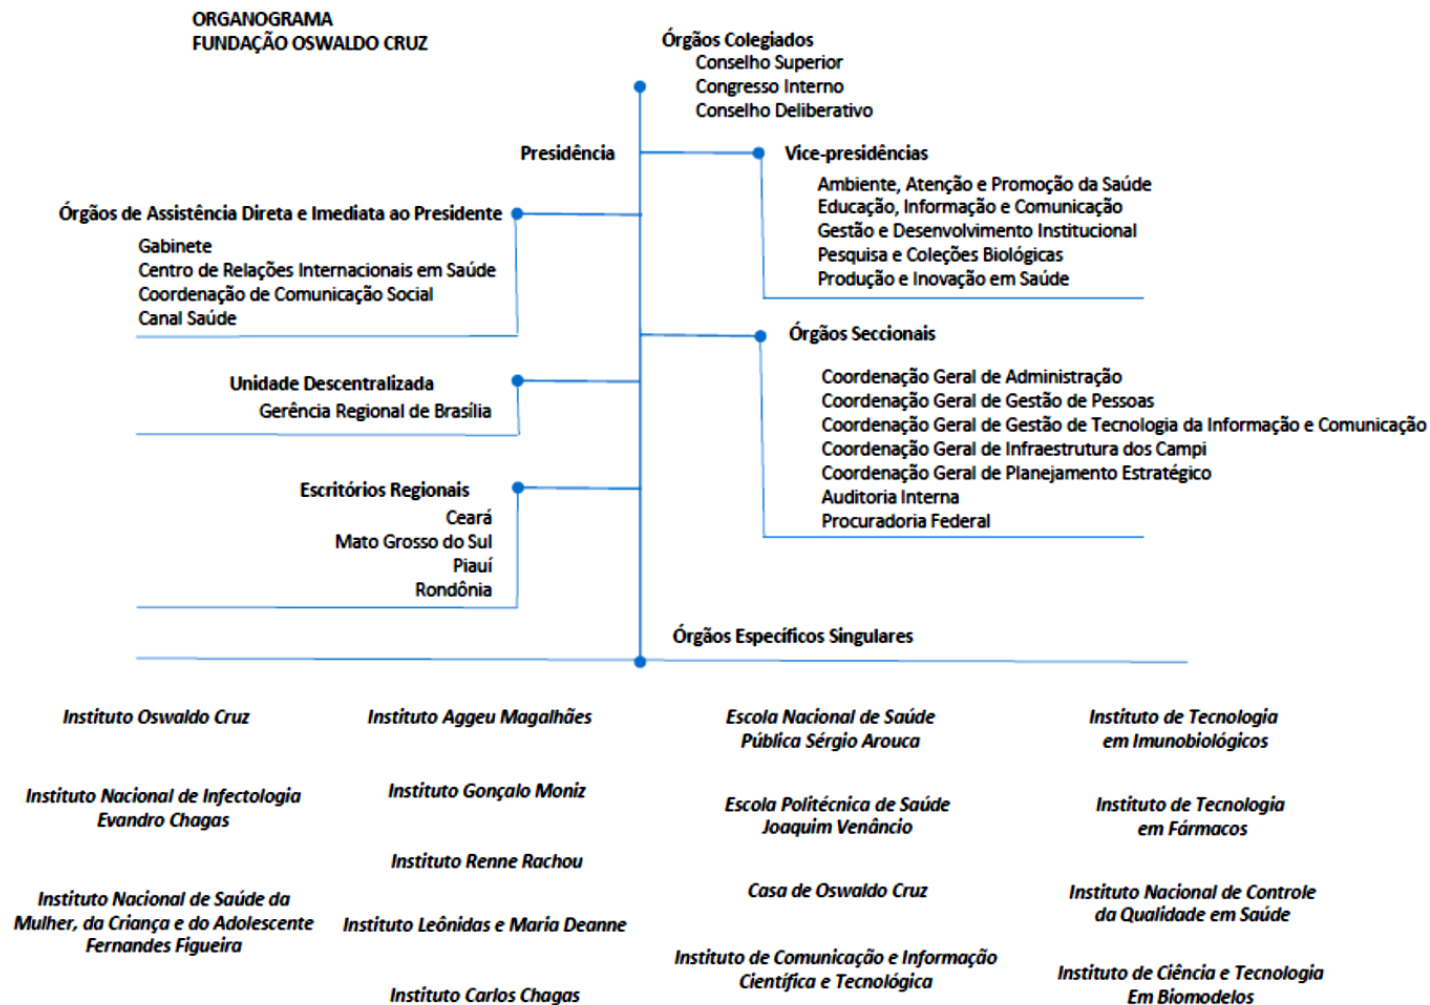 ORGANOGRAMA
FUNDAÇÃO OSWALDO CRUZ
Órgãos Colegiados
Conselho Superior
Congresso Interno
Conselho Deliberativo
Presidência
Vice-presidências
Ambiente, Atenção e Promoção da Saúde
Educação, Informação e Comunicação
Gestão e Desenvolvimento Institucional
Pesquisa e Coleções Biológicas
Produção e Inovação em Saúde
Órgãos de Assistência Direta e Imediata ao Presidente
Gabinete
Centro de Relações Internacionais em Saúde
Coordenação de Comunicação Social
Canal Saúde
Órgãos Seccionais
Coordenação Geral de Administração
Coordenação Geral de Gestão de Pessoas
Coordenação Geral de Gestão de Tecnologia da Informação e Comunicação
Coordenação Geral de Infraestrutura dos Campi
Coordenação Geral de Planejamento Estratégico
Auditoria Interna
Procuradoria Federal
Unidade Descentralizada
Gerência Regional de Brasília
Escritórios Regionais
Ceará
Mato Grosso do Sul
Piauí
Rondônia
Órgãos Específicos Singulares
Instituto Oswaldo Cruz
Instituto Nacional de Infectologia
Evandro Chagas
Instituto Nacional de Saúde da
Mulher, da Criança e do Adolescente
Fernandes Figueira
Instituto Aggeu Magalhães
Instituto Gonçalo Moniz
Instituto Renne Rachou
Instituto Leônidas e Maria Deanne
Instituto Carlos Chagas
Escola Nacional de Saúde
Pública Sérgio Arouca
Escola Politécnica de Saúde
Joaquim Venâncio
Casa de Oswaldo Cruz
Instituto de Comunicação e Informação
Científica e Tecnológica
Instituto de Tecnologia
em Imunobiológicos
Instituto de Tecnologia
em Fármacos
Instituto Nacional de Controle
da Qualidade em Saúde
Instituto de Ciência e Tecnologia
Em Biomodelos